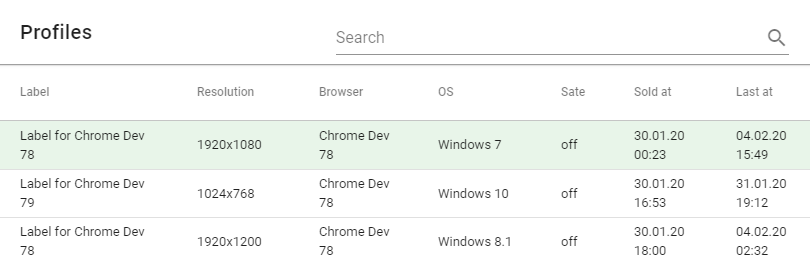 Profiles
Search
Label Resolution Browser OS Sate Sold at Last at
Label for Chrome Dev 78 1920x1080 Chrome Dev 78 Windows 7 off 30.01.20 00:23 04.02.20 15:49
Label for Chrome Dev 79 1024x768 Chrome Dev 78 Windows 10 off 30.01.20 16:53 31.01.20 19:12
Label for Chrome Dev 78 1920x1200 Chrome Dev 78 Windows 8.1 off 30.01.20 18:00 04.02.20 02:32